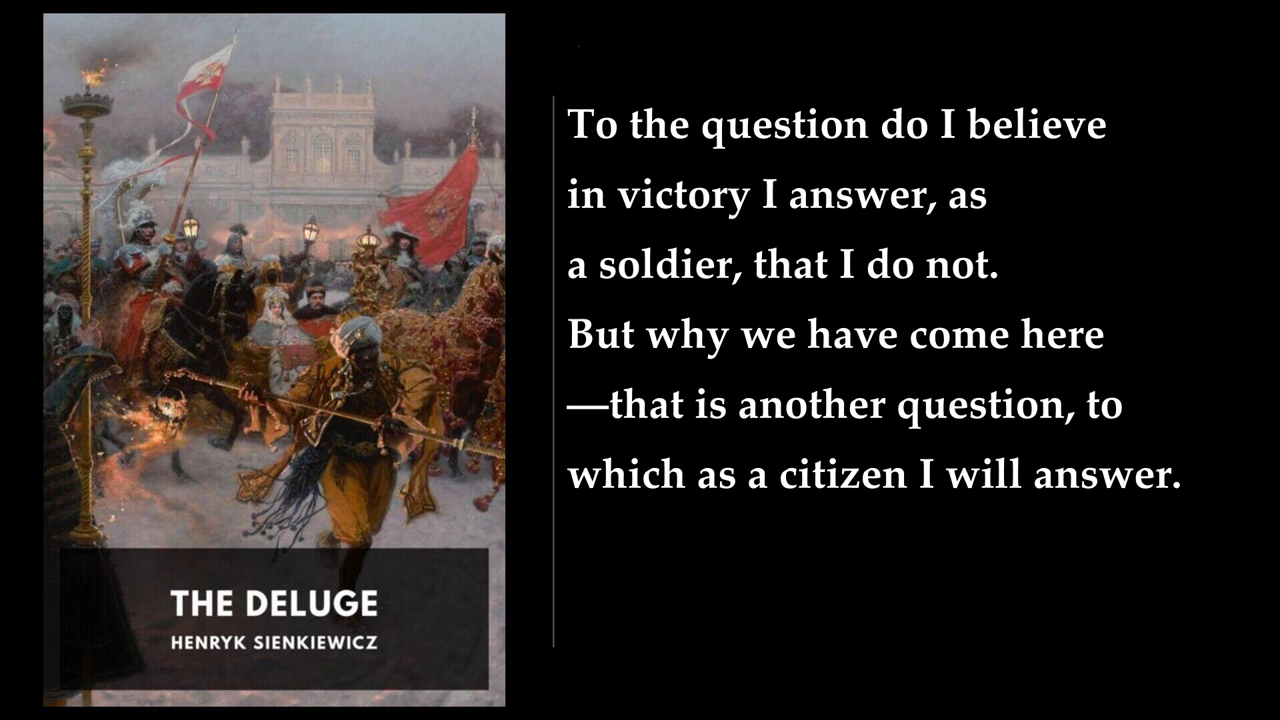 To the question do I believe
in victory I answer, as
a soldier, that I do not.
But why we have come here
—that is another question, to
which as a citizen I will answer.
THE DELUGE
HENRYK SIENKIEWICZ